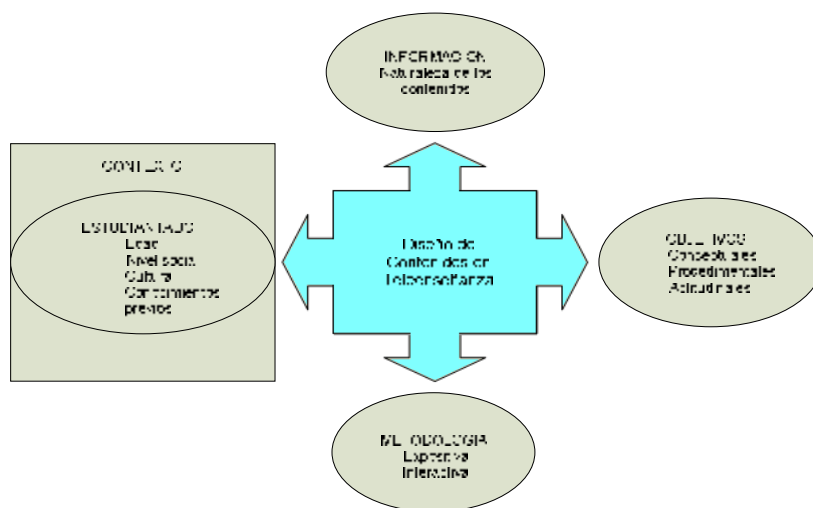 INFORMACION
Naturaleza de los
contenidos
CONTEXTO
ESTUDIANTADO
Edad
Nivel social
Cultura
Conocimientos
previos
Diseño de
Contenidos en
Teleenseñanza
OBJETIVOS
Conceptuales
Procedimentales
Actitudinales
METODOLOGIA
Expositiva
Interactiva